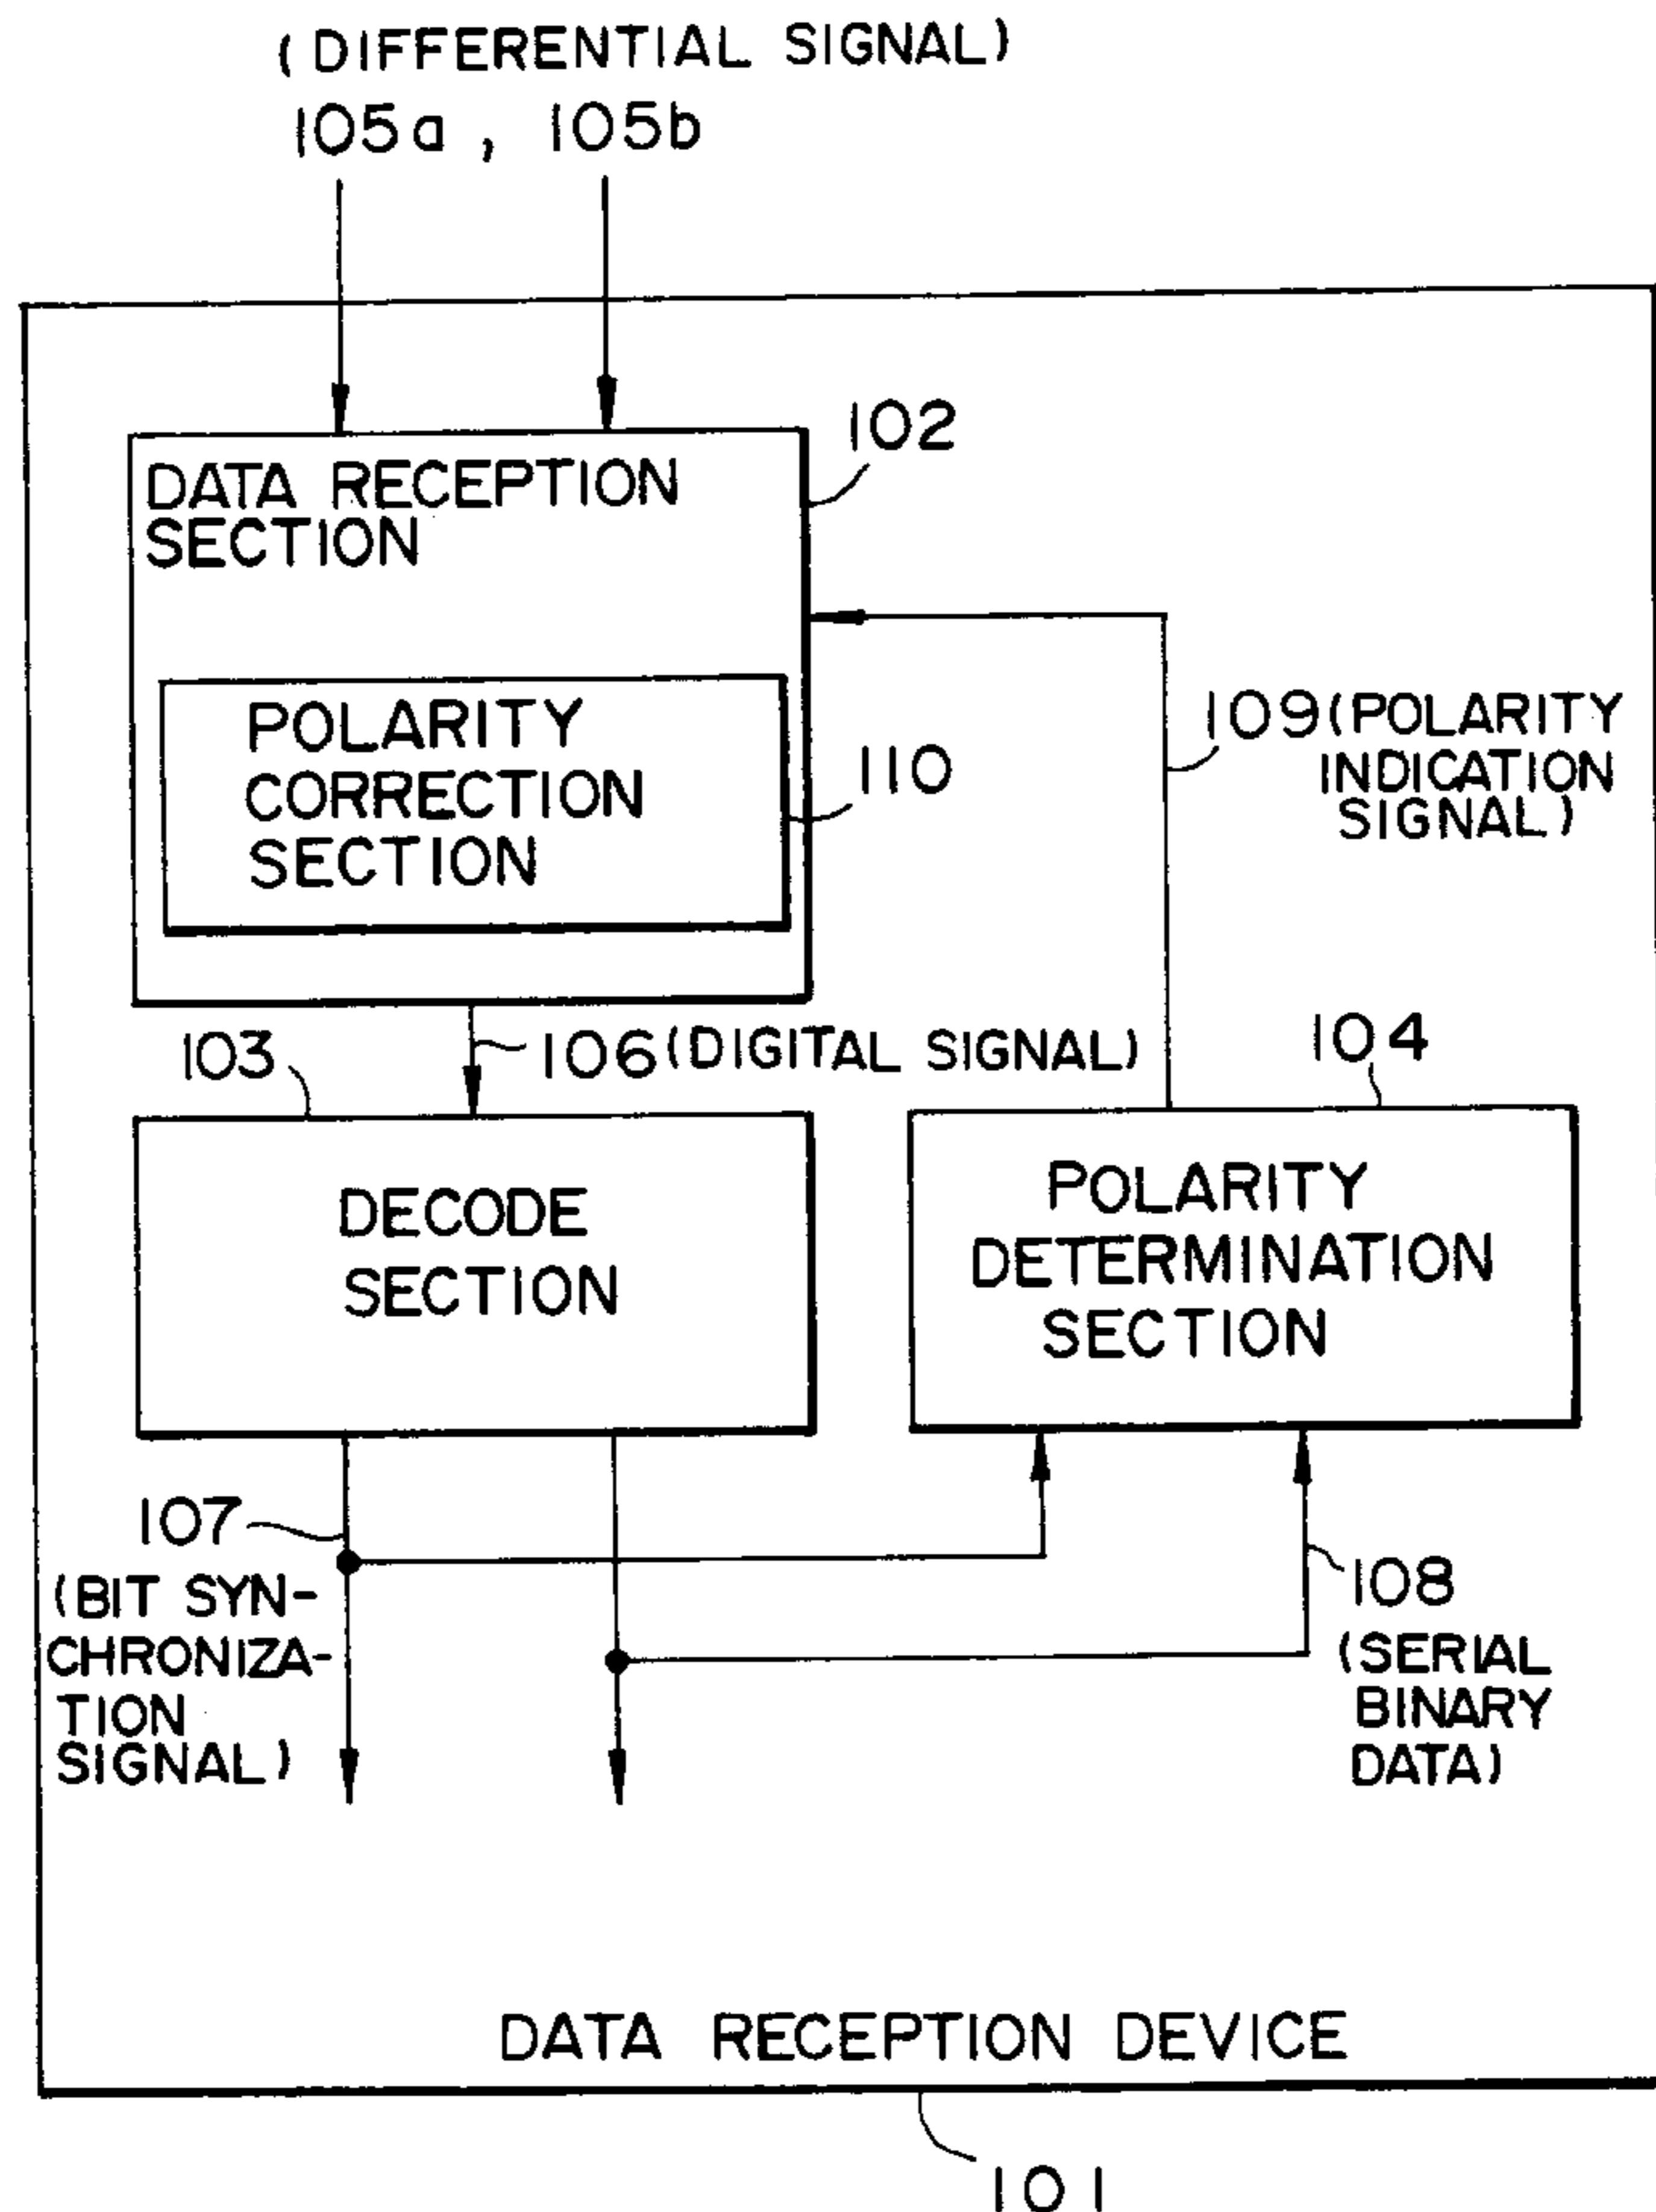 (DIFFERENTIAL SIGNAL)
105a, 105b
102
DATA RECEPTION
SECTION
POLARITY
CORRECTION
SECTION
110
109(POLARITY
INDICATION
SIGNAL)
103
106(DIGITAL SIGNAL)
104
DECODE
SECTION
POLARITY
DETERMINATION
SECTION
107
(BIT SYN-
CHRONIZA-
TION
SIGNAL)
108
(SERIAL
BINARY
DATA)
DATA RECEPTION DEVICE
101